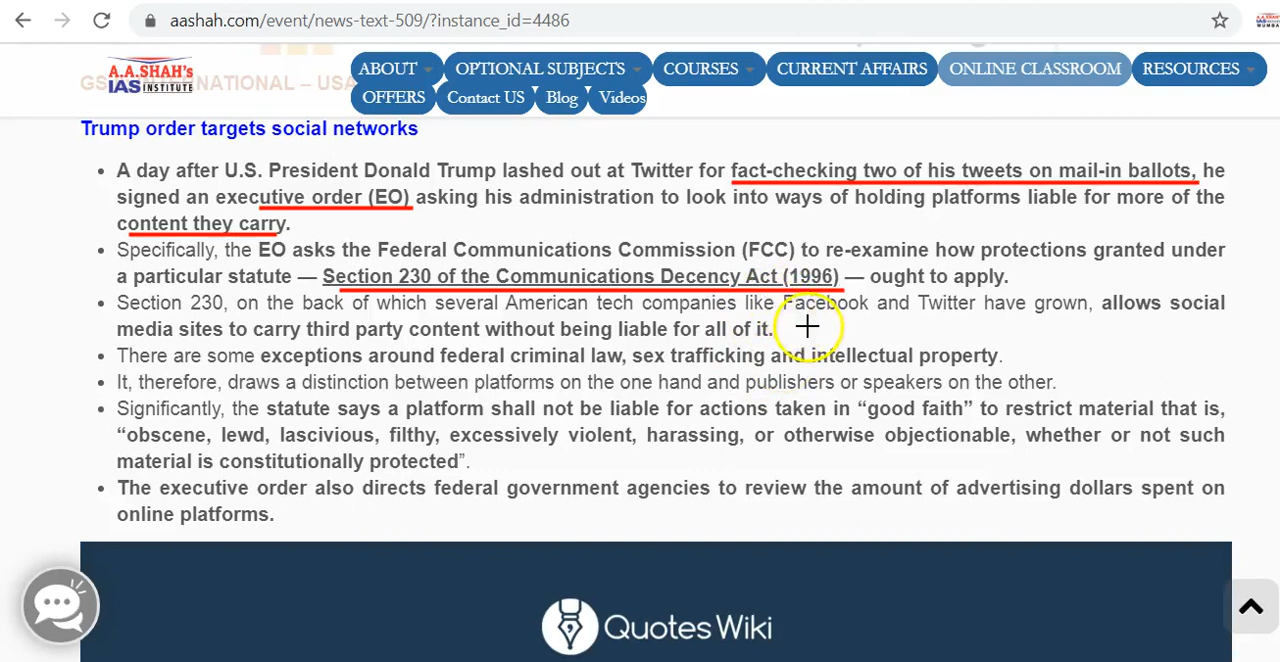 aashah.com/event/news-text-509/?instance_id=4486
A.A.SHAH's
IAS INSTITUTE
ABOUT
OPTIONAL SUBJECTS
COURSES
CURRENT AFFAIRS
ONLINE CLASSROOM
RESOURCES
OFFERS
Contact US
Blog
Videos
NATIONAL – USA
Trump order targets social networks
• A day after U.S. President Donald Trump lashed out at Twitter for fact-checking two of his tweets on mail-in ballots, he
signed an executive order (EO) asking his administration to look into ways of holding platforms liable for more of the
content they carry.
• Specifically, the EO asks the Federal Communications Commission (FCC) to re-examine how protections granted under
a particular statute — Section 230 of the Communications Decency Act (1996) — ought to apply.
• Section 230, on the back of which several American tech companies like Facebook and Twitter have grown, allows social
media sites to carry third party content without being liable for all of it.
• There are some exceptions around federal criminal law, sex trafficking and intellectual property.
• It, therefore, draws a distinction between platforms on the one hand and publishers or speakers on the other.
• Significantly, the statute says a platform shall not be liable for actions taken in “good faith” to restrict material that is,
“obscene, lewd, lascivious, filthy, excessively violent, harassing, or otherwise objectionable, whether or not such
material is constitutionally protected”.
• The executive order also directs federal government agencies to review the amount of advertising dollars spent on
online platforms.
QuotesWiki